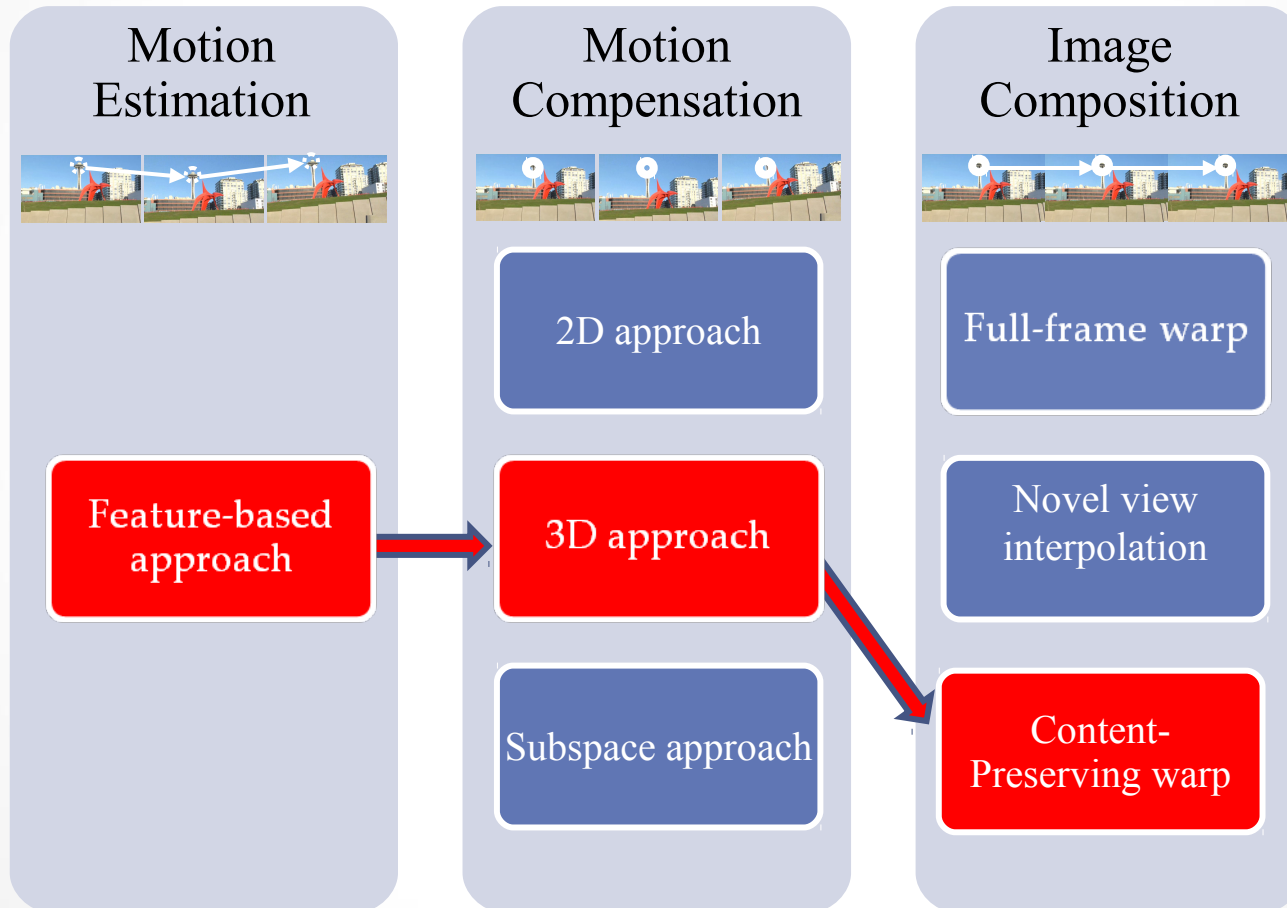 Motion
Estimation
Motion
Compensation
Image
Composition
2D approach
Full-frame warp
Feature-based
approach
3D approach
Novel view
interpolation
Subspace approach
Content-
Preserving warp